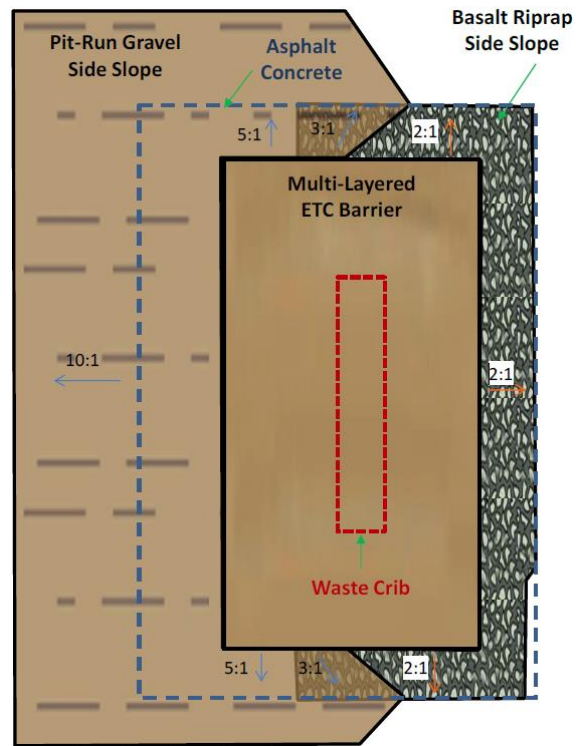 Pit-Run Gravel
Side Slope
Asphalt
Concrete
Basalt Riprap
Side Slope
5:1
3:1
2:1
Multi-Layered
ETC Barrier
10:1
2:1
Waste Crib
5:1
3:1
2:1